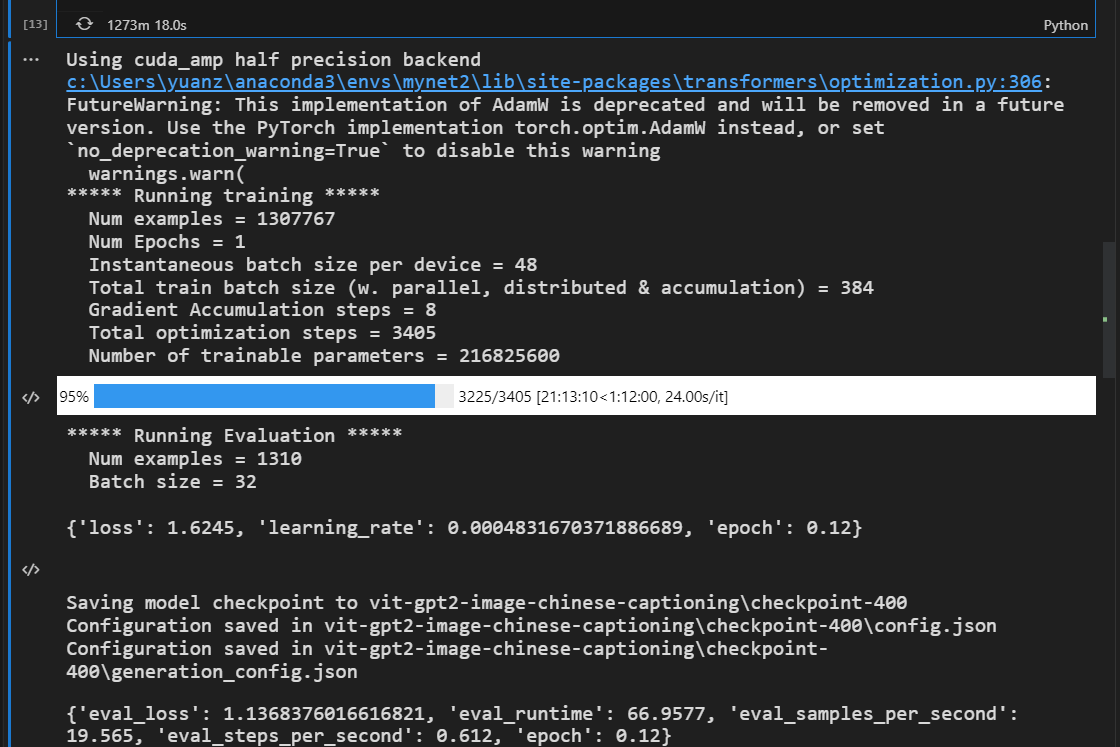 [13] 1273m 18.0s Python
... Using cuda_amp half precision backend
c:\Users\yuanz\anaconda3\envs\mynet2\lib\site-packages\transformers\optimization.py:306:
FutureWarning: This implementation of AdamW is deprecated and will be removed in a future
version. Use the PyTorch implementation torch.optim.AdamW instead, or set
`no_deprecation_warning=True` to disable this warning
  warnings.warn(
***** Running training *****
  Num examples = 1307767
  Num Epochs = 1
  Instantaneous batch size per device = 48
  Total train batch size (w. parallel, distributed & accumulation) = 384
  Gradient Accumulation steps = 8
  Total optimization steps = 3405
  Number of trainable parameters = 216825600
</> 95% 3225/3405 [21:13:10<1:12:00, 24.00s/it]
***** Running Evaluation *****
  Num examples = 1310
  Batch size = 32
{'loss': 1.6245, 'learning_rate': 0.0004831670371886689, 'epoch': 0.12}
</>
Saving model checkpoint to vit-gpt2-image-chinese-captioning\checkpoint-400
Configuration saved in vit-gpt2-image-chinese-captioning\checkpoint-400\config.json
Configuration saved in vit-gpt2-image-chinese-captioning\checkpoint-
400\generation_config.json
{'eval_loss': 1.1368376016616821, 'eval_runtime': 66.9577, 'eval_samples_per_second':
19.565, 'eval_steps_per_second': 0.612, 'epoch': 0.12}